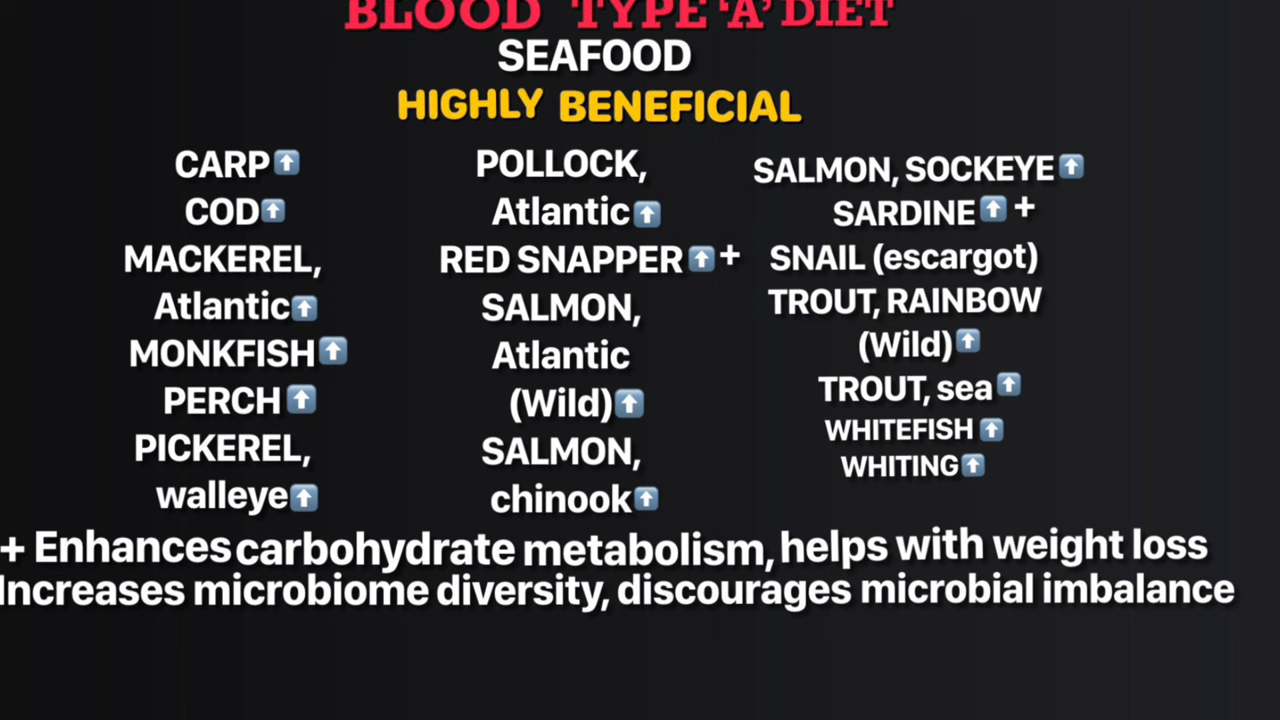 BLOOD TYPE ‘A’ DIET
SEAFOOD
HIGHLY BENEFICIAL
CARP⬆️
COD⬆️
MACKEREL,
Atlantic⬆️
MONKFISH⬆️
PERCH⬆️
PICKEREL,
walleye⬆️
POLLOCK,
Atlantic⬆️
RED SNAPPER⬆️+
SALMON,
Atlantic
(Wild)⬆️
SALMON,
chinook⬆️
SALMON, SOCKEYE⬆️
SARDINE⬆️+
SNAIL (escargot)
TROUT, RAINBOW
(Wild)⬆️
TROUT, sea⬆️
WHITEFISH⬆️
WHITING⬆️
+ Enhances carbohydrate metabolism, helps with weight loss
Increases microbiome diversity, discourages microbial imbalance